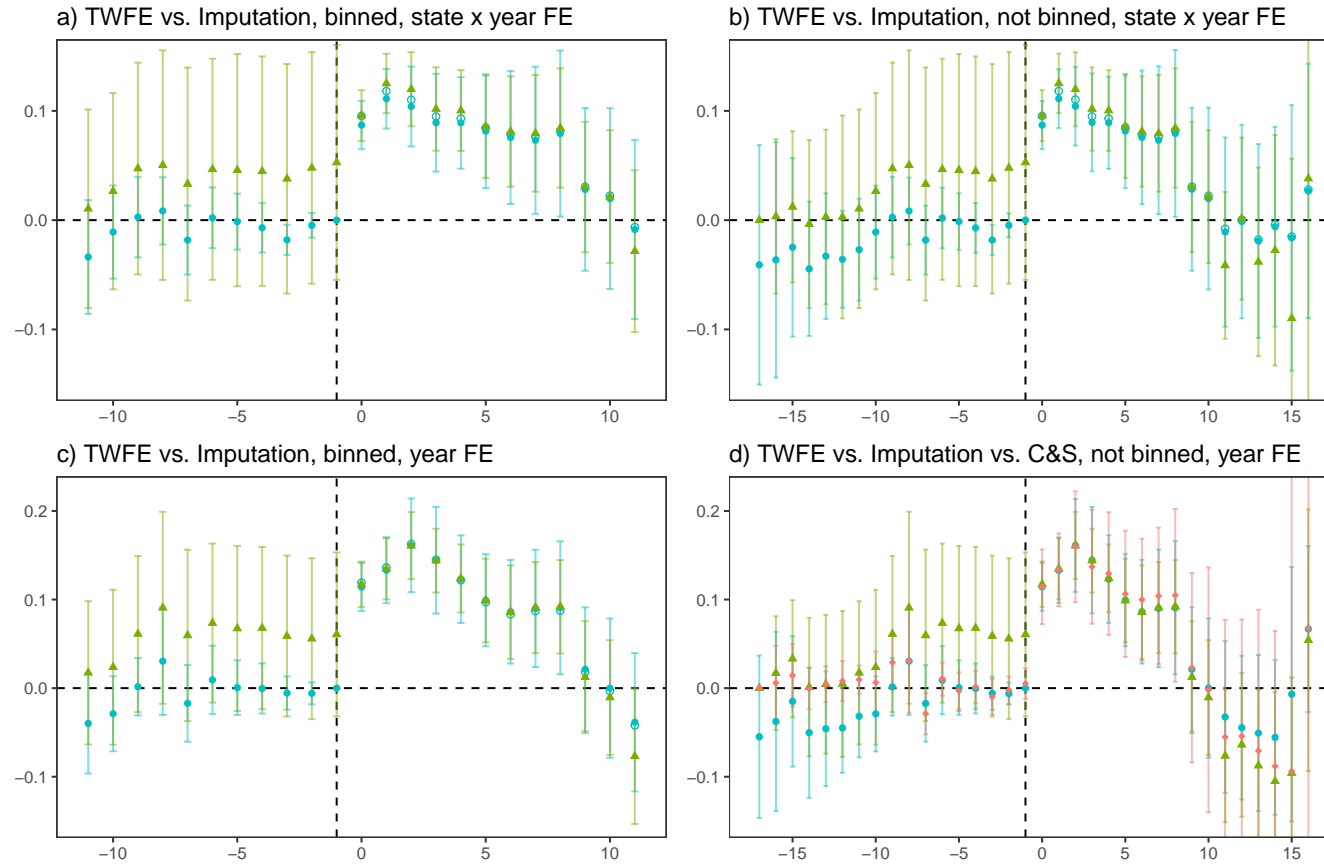 a) TWFE vs. Imputation, binned, state x year FE
0.1
0.0
−0.1
−10 −5 0 5 10
b) TWFE vs. Imputation, not binned, state x year FE
0.1
0.0
−0.1
−15 −10 −5 0 5 10 15
c) TWFE vs. Imputation, binned, year FE
0.2
0.1
0.0
−0.1
−10 −5 0 5 10
d) TWFE vs. Imputation vs. C&S, not binned, year FE
0.2
0.1
0.0
−0.1
−15 −10 −5 0 5 10 15